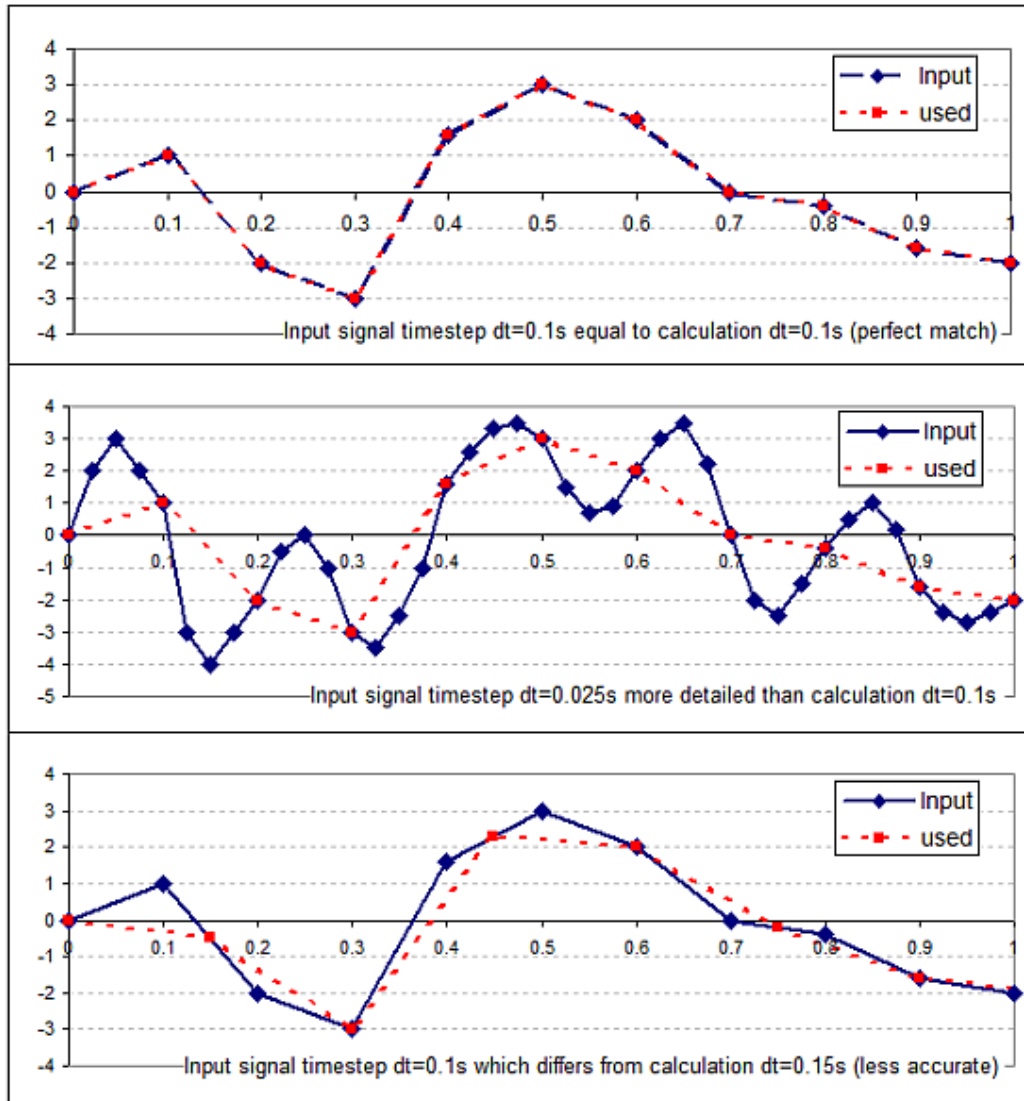 4
3
2
1
0
-1
-2
-3
-4
0 0.1 0.2 0.3 0.4 0.5 0.6 0.7 0.8 0.9 1
Input
used
Input signal timestep dt=0.1s equal to calculation dt=0.1s (perfect match)
4
3
2
1
0
-1
-2
-3
-4
-5
0 0.1 0.2 0.3 0.4 0.5 0.6 0.7 0.8 0.9 1
Input
used
Input signal timestep dt=0.025s more detailed than calculation dt=0.1s
4
3
2
1
0
-1
-2
-3
-4
0 0.1 0.2 0.3 0.4 0.5 0.6 0.7 0.8 0.9 1
Input
used
Input signal timestep dt=0.1s which differs from calculation dt=0.15s (less accurate)